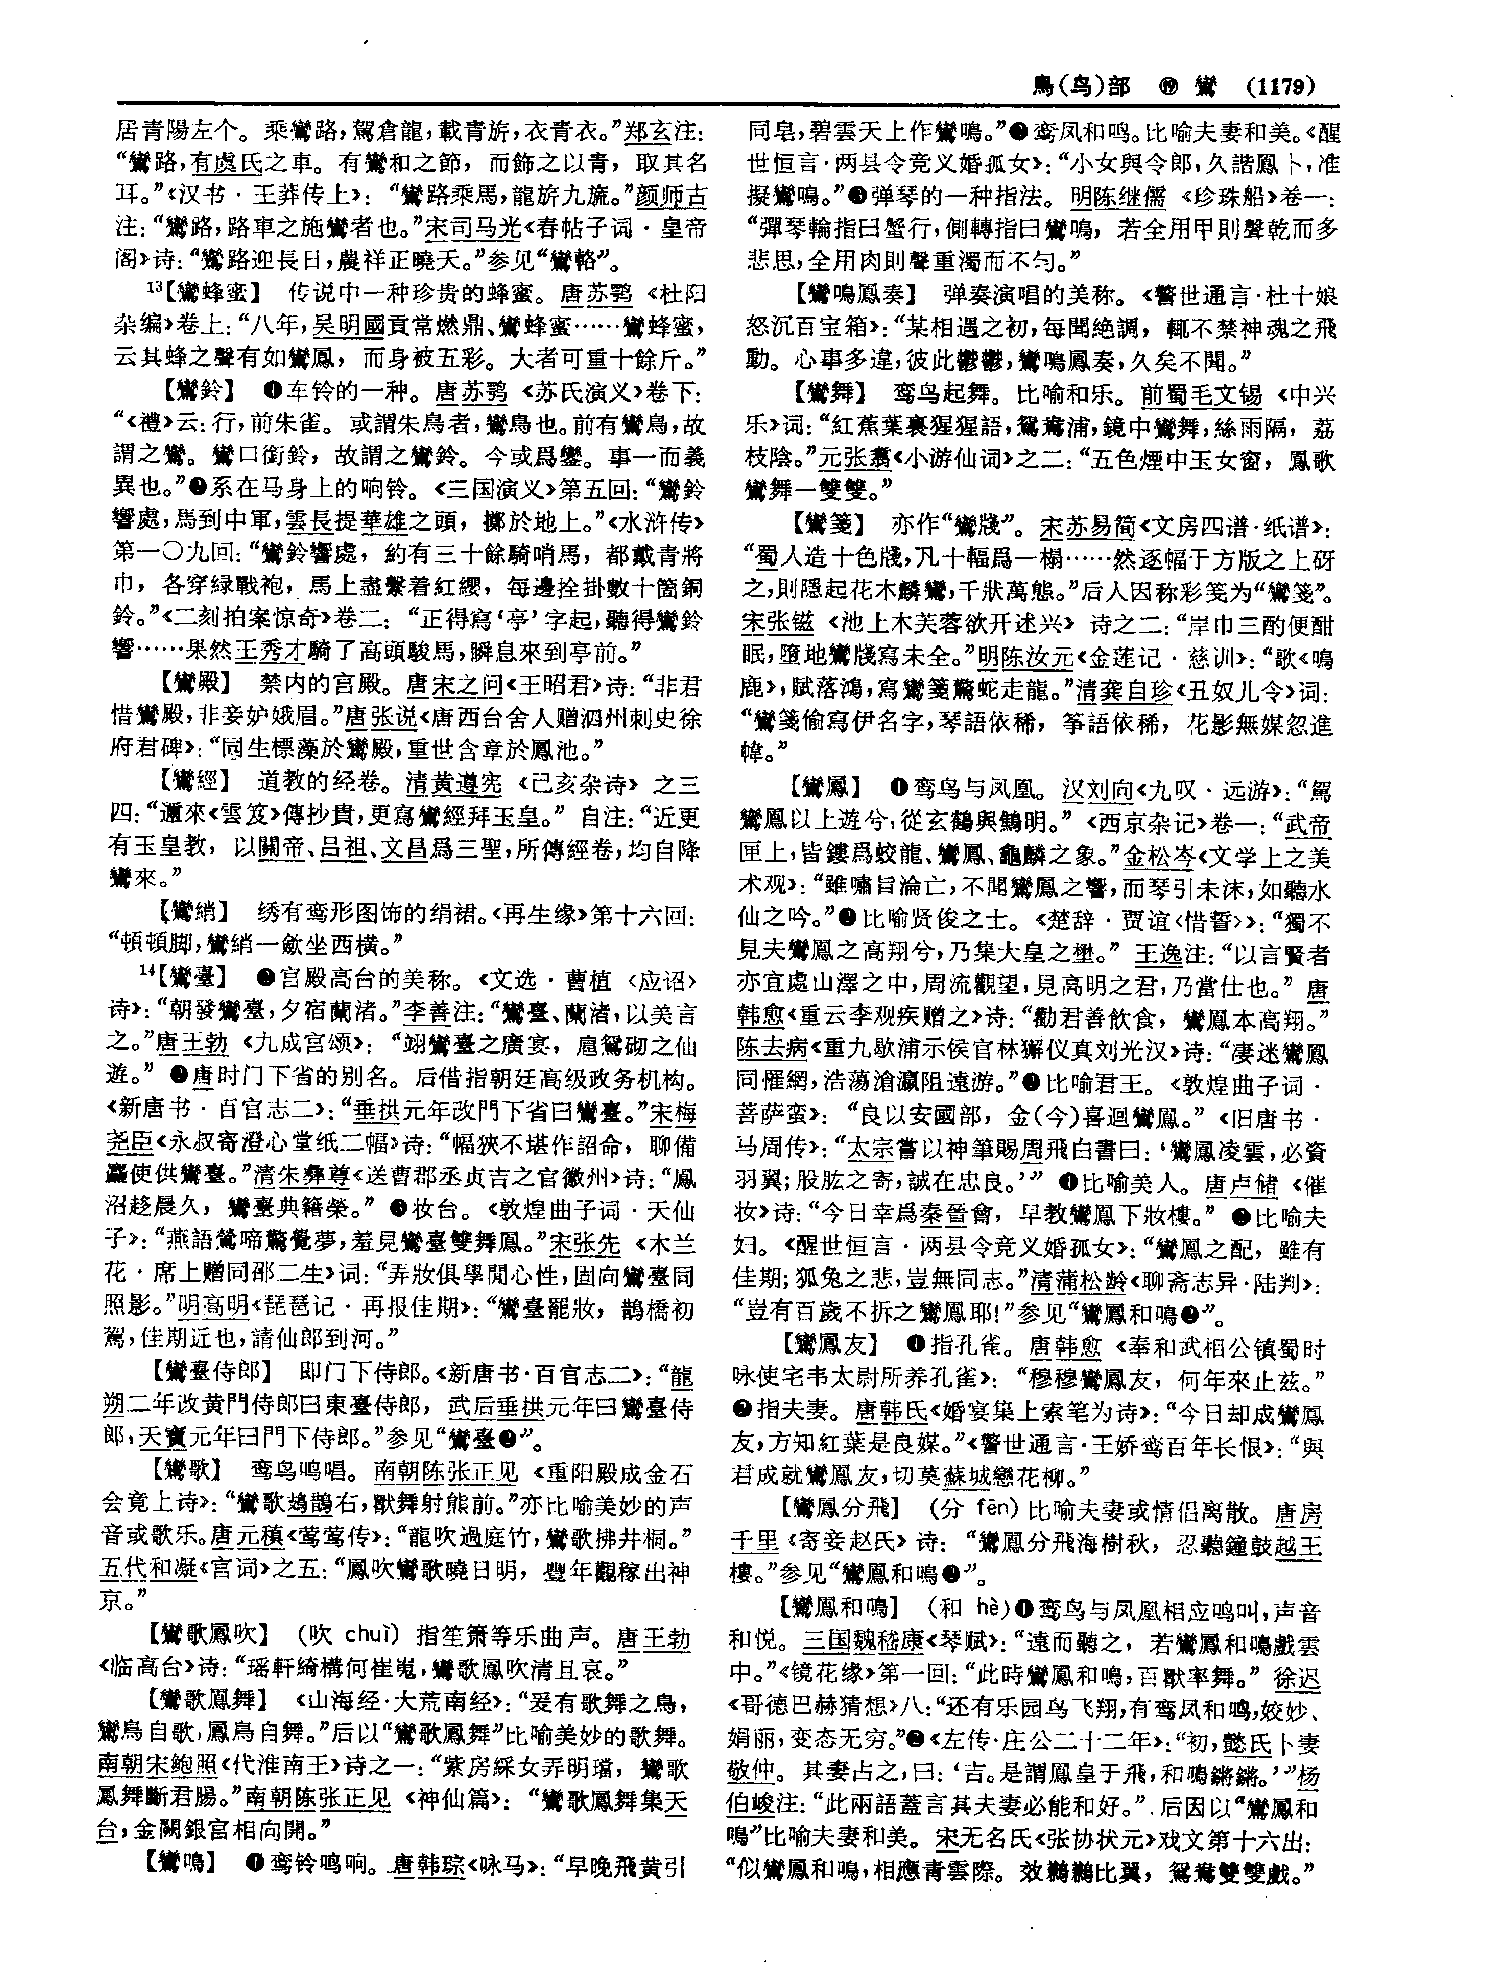 鳥(鸟)部 ⑲ 鸞 (1179)
居青陽左个。乘鸞路,駕倉龍,載青旂,衣青衣。”郑玄注:
“鸞路,有虞氏之車。有鸞和之節,而飾之以青,取其名
耳。”《汉书·王莽传上》:“鸞路乘馬,龍旂九旒。”颜师古
注:“鸞路,路車之施鸞者也。”宋司马光《春帖子词·皇帝
阁》诗:“鸞路迎長日,農祥正曉天。”参见“鸞輅”。
13【鸞蜂蜜】 传说中一种珍贵的蜂蜜。唐苏鹗《杜阳
杂编》卷上:“八年,吴明國貢常燃鼎、鸞蜂蜜……鸞蜂蜜,
云其蜂之聲有如鸞鳳,而身被五彩。大者可重十餘斤。”
【鸞鈴】 ❶车铃的一种。唐苏鹗《苏氏演义》卷下:
“《禮》云:行,前朱雀。或謂朱鳥者,鸞鳥也。前有鸞鳥,故
謂之鸞。鸞口銜鈴,故謂之鸞鈴。今或爲鑾。事一而義
異也。”❷系在马身上的响铃。《三国演义》第五回:“鸞鈴
響處,馬到中軍,雲長提華雄之頭,擲於地上。”《水浒传》
第一〇九回:“鸞鈴響處,約有三十餘騎哨馬,都戴青將
巾,各穿緑戰袍,馬上盡繫着紅纓,每邊拴掛數十箇銅
鈴。”《二刻拍案惊奇》卷二:“正得寫‘亭’字起,聽得鸞鈴
響……果然王秀才騎了高頭駿馬,瞬息來到亭前。”
【鸞殿】 禁内的宫殿。唐宋之问《王昭君》诗:“非君
惜鸞殿,非妾妒娥眉。”唐张说《唐西台舍人赠泗州刺史徐
府君碑》:“同生標藻於鸞殿,重世含章於鳳池。”
【鸞經】 道教的经卷。清黄遵宪《己亥杂诗》之三
四:“邇來《雲笈》傳抄貴,更寫鸞經拜玉皇。”自注:“近更
有玉皇教,以關帝、吕祖、文昌爲三聖,所傳經卷,均自降
鸞來。”
【鸞綃】 绣有鸾形图饰的绢裙。《再生缘》第十六回:
“頓頓脚,鸞綃一歛坐西横。”
14【鸞臺】 ❶宫殿高台的美称。《文选·曹植〈应诏〉
诗》:“朝發鸞臺,夕宿蘭渚。”李善注:“鸞臺、蘭渚,以美言
之。”唐王勃《九成宫颂》:“翊鸞臺之廣宴,扈鴛砌之仙
遊。”❷唐时门下省的别名。后借指朝廷高级政务机构。
《新唐书·百官志二》:“垂拱元年改門下省曰鸞臺。”宋梅
尧臣《永叔寄澄心堂纸二幅》诗:“幅狹不堪作詔命,聊備
麤使供鸞臺。”清朱彝尊《送曹郡丞贞吉之官徽州》诗:“鳳
沼趁晨久,鸞臺典籍榮。”❸妆台。《敦煌曲子词·天仙
子》:“燕語鶯啼驚覺夢,羞見鸞臺雙舞鳳。”宋张先《木兰
花·席上赠同邵二生》词:“弄妝俱學閒心性,固向鸞臺同
照影。”明高明《琵琶记·再报佳期》:“鸞臺罷妝,鵲橋初
駕,佳期近也,請仙郎到河。”
【鸞臺侍郎】 即门下侍郎。《新唐书·百官志二》:“龍
朔二年改黄門侍郎曰東臺侍郎,武后垂拱元年曰鸞臺侍
郎,天寶元年曰門下侍郎。”参见“鸞臺❷”。
【鸞歌】 鸾鸟鸣唱。南朝陈张正见《重阳殿成金石
会竟上诗》:“鸞歌鳷鵲右,獸舞射熊前。”亦比喻美妙的声
音或歌乐。唐元稹《莺莺传》:“龍吹過庭竹,鸞歌拂井桐。”
五代和凝《宫词》之五:“鳳吹鸞歌曉日明,豐年觀稼出神
京。”
【鸞歌鳳吹】 (吹 chuì) 指笙箫等乐曲声。唐王勃
《临高台》诗:“瑶軒綺構何崔嵬,鸞歌鳳吹清且哀。”
【鸞歌鳳舞】 《山海经·大荒南经》:“爰有歌舞之鳥,
鸞鳥自歌,鳳鳥自舞。”后以“鸞歌鳳舞”比喻美妙的歌舞。
南朝宋鲍照《代淮南王》诗之一:“紫房綵女弄明璫,鸞歌
鳳舞斷君腸。”南朝陈张正见《神仙篇》:“鸞歌鳳舞集天
台,金闕銀宫相向開。”
【鸞鳴】 ❶鸾铃鸣响。唐韩琮《咏马》:“早晚飛黄引
同皂,碧雲天上作鸞鳴。”❷鸾凤和鸣。比喻夫妻和美。《醒
世恒言·两县令竞义婚孤女》:“小女與令郎,久諧鳳卜,准
擬鸞鳴。”❸弹琴的一种指法。明陈继儒《珍珠船》卷一:
“彈琴輪指曰蟹行,側轉指曰鸞鳴,若全用甲則聲乾而多
悲思,全用肉則聲重濁而不匀。”
【鸞鳴鳳奏】 弹奏演唱的美称。《警世通言·杜十娘
怒沉百宝箱》:“某相遇之初,每聞绝調,輒不禁神魂之飛
動。心事多違,彼此鬱鬱,鸞鳴鳳奏,久矣不聞。”
【鸞舞】 鸾鸟起舞。比喻和乐。前蜀毛文锡《中兴
乐》词:“紅蕉葉裏猩猩語,鴛鴦浦,鏡中鸞舞,絲雨隔,荔
枝陰。”元张翥《小游仙词》之二:“五色煙中玉女窗,鳳歌
鸞舞一雙雙。”
【鸞箋】 亦作“鸞牋”。宋苏易简《文房四谱·纸谱》:
“蜀人造十色牋,凡十幅爲一榻……然逐幅于方版之上砑
之,則隱起花木麟鸞,千狀萬態。”后人因称彩笺为“鸞笺”。
宋张镃《池上木芙蓉欲开述兴》诗之二:“岸巾三酌便酣
眠,墮地鸞牋寫未全。”明陈汝元《金莲记·慈训》:“歌《鳴
鹿》,賦落鴻,寫鸞箋驚蛇走龍。”清龚自珍《丑奴儿令》词:
“鸞箋偷寫伊名字,琴語依稀,筝語依稀,花影無媒忽進
幃。”
【鸞鳳】 ❶鸾鸟与凤凰。汉刘向《九叹·远游》:“駕
鸞鳳以上遊兮,從玄鶴與鷦明。”《西京杂记》卷一:“武帝
匣上,皆鏤爲蛟龍、鸞鳳、龜麟之象。”金松岑《文学上之美
术观》:“雖嘯旨淪亡,不聞鸞鳳之響,而琴引未沫,如聽水
仙之吟。”❷比喻贤俊之士。《楚辞·贾谊〈惜誓〉》:“獨不
見夫鸞鳳之高翔兮,乃集大皇之壄。”王逸注:“以言賢者
亦宜處山澤之中,周流觀望,見高明之君,乃當仕也。”唐
韩愈《重云李观疾赠之》诗:“勸君善飲食,鸞鳳本高翔。”
陈去病《重九歇浦示侯官林獬仪真刘光汉》诗:“凄迷鸞鳳
同罹網,浩蕩滄瀛阻遠游。”❸比喻君王。《敦煌曲子词·
菩萨蛮》:“良以安國部,金(今)喜迴鸞鳳。”《旧唐书·
马周传》:“太宗嘗以神筆賜周飛白書曰:‘鸞鳳凌雲,必資
羽翼;股肱之寄,誠在忠良。’”❹比喻美人。唐卢储《催
妆》诗:“今日幸爲秦晉會,早教鸞鳳下妝樓。”❺比喻夫
妇。《醒世恒言·两县令竞义婚孤女》:“鸞鳳之配,雖有
佳期;狐兔之悲,豈無同志。”清蒲松龄《聊斋志异·陆判》:
“豈有百歲不拆之鸞鳳耶!”参见“鸞鳳和鳴❷”。
【鸞鳳友】 ❶指孔雀。唐韩愈《奉和武相公镇蜀时
咏使宅韦太尉所养孔雀》:“穆穆鸞鳳友,何年來止兹。”
❷指夫妻。唐韩氏《婚宴集上索笔为诗》:“今日却成鸞鳳
友,方知紅葉是良媒。”《警世通言·王娇鸾百年长恨》:“與
君成就鸞鳳友,切莫蘇城戀花柳。”
【鸞鳳分飛】 (分 fēn) 比喻夫妻或情侣离散。唐房
千里《寄妾赵氏》诗:“鸞鳳分飛海樹秋,忍聽鐘鼓越王
樓。”参见“鸞鳳和鳴❷”。
【鸞鳳和鳴】 (和 hè)❶鸾鸟与凤凰相应鸣叫,声音
和悦。三国魏嵇康《琴赋》:“遠而聽之,若鸞鳳和鳴戲雲
中。”《镜花缘》第一回:“此時鸞鳳和鳴,百獸率舞。”徐迟
《哥德巴赫猜想》八:“还有乐园鸟飞翔,有鸾凤和鸣,姣妙、
娟丽,变态无穷。”❷《左传·庄公二十二年》:“初,懿氏卜妻
敬仲。其妻占之,曰:‘吉。是謂鳳皇于飛,和鳴鏘鏘。’”杨
伯峻注:“此兩語蓋言其夫妻必能和好。”后因以“鸞鳳和
鳴”比喻夫妻和美。宋无名氏《张协状元》戏文第十六出:
“似鸞鳳和鳴,相應青雲際。效鶼鶼比翼,鴛鴦雙雙戲。”